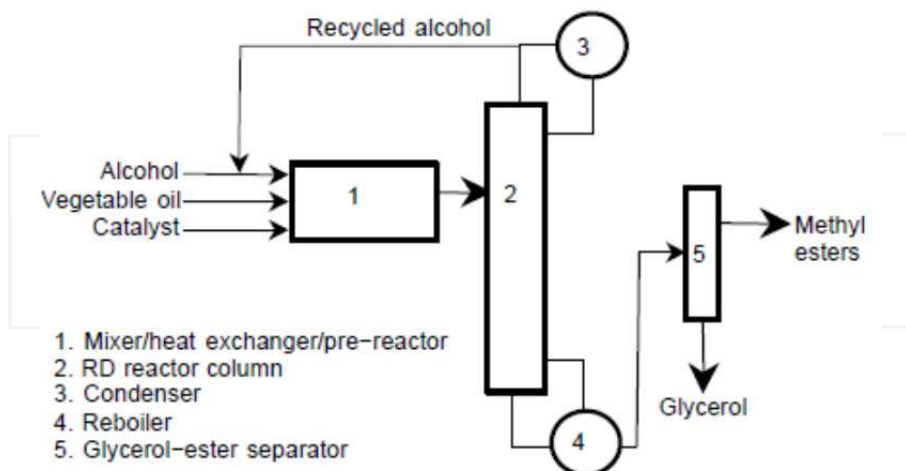 Recycled alcohol
3
Alcohol
Vegetable oil
Catalyst
1
2
5
Methyl
esters
1. Mixer/heat exchanger/pre-reactor
2. RD reactor column
3. Condenser
4. Reboiler
5. Glycerol-ester separator
4
Glycerol